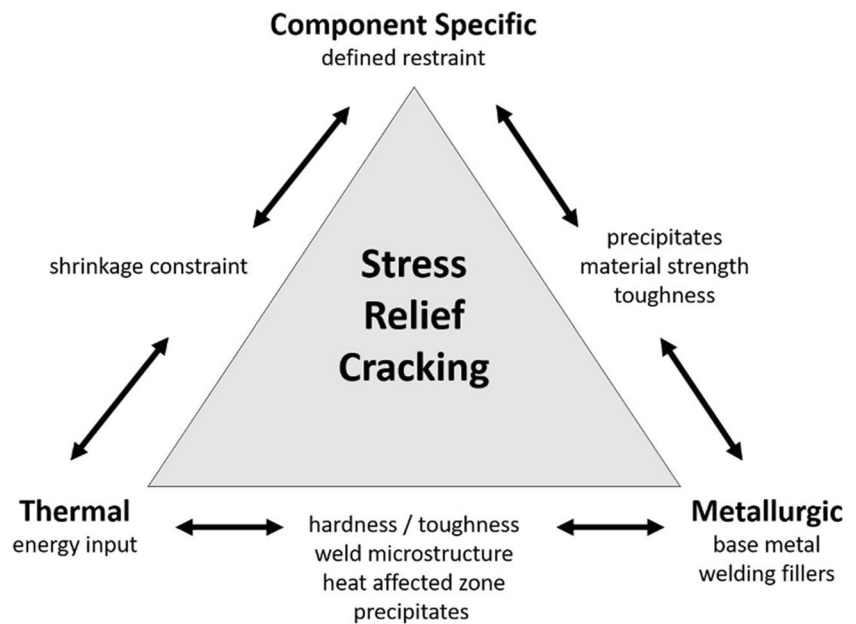 Component Specific
defined restraint
shrinkage constraint
precipitates
material strength
toughness
Stress
Relief
Cracking
Thermal
energy input
hardness / toughness
weld microstructure
heat affected zone
precipitates
Metallurgic
base metal
welding fillers